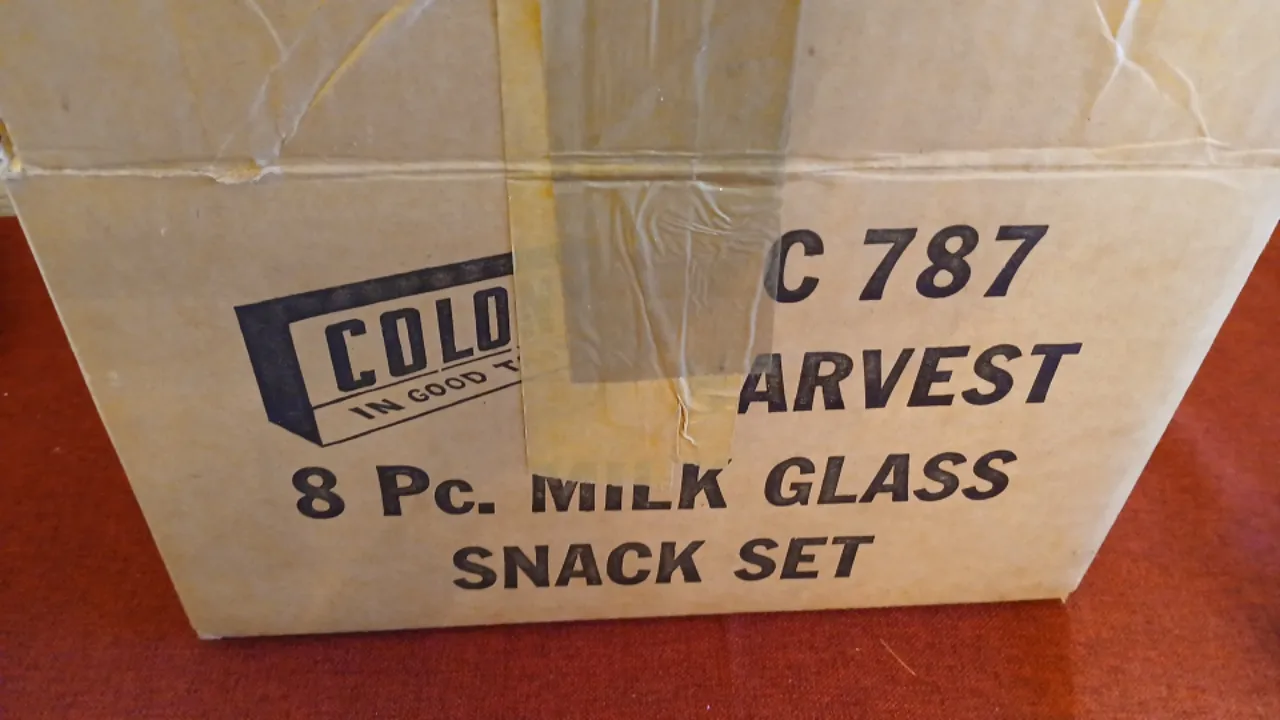 COLO
IN GOOD T
C 787
ARVEST
8 Pc. MILK GLASS
SNACK SET